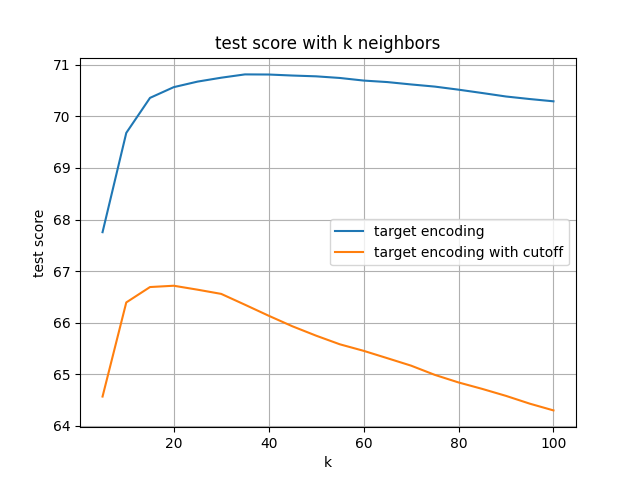 test score with k neighbors
71
70
69
68
67
66
65
64
test score
target encoding
target encoding with cutoff
20
40
60
80
100
k